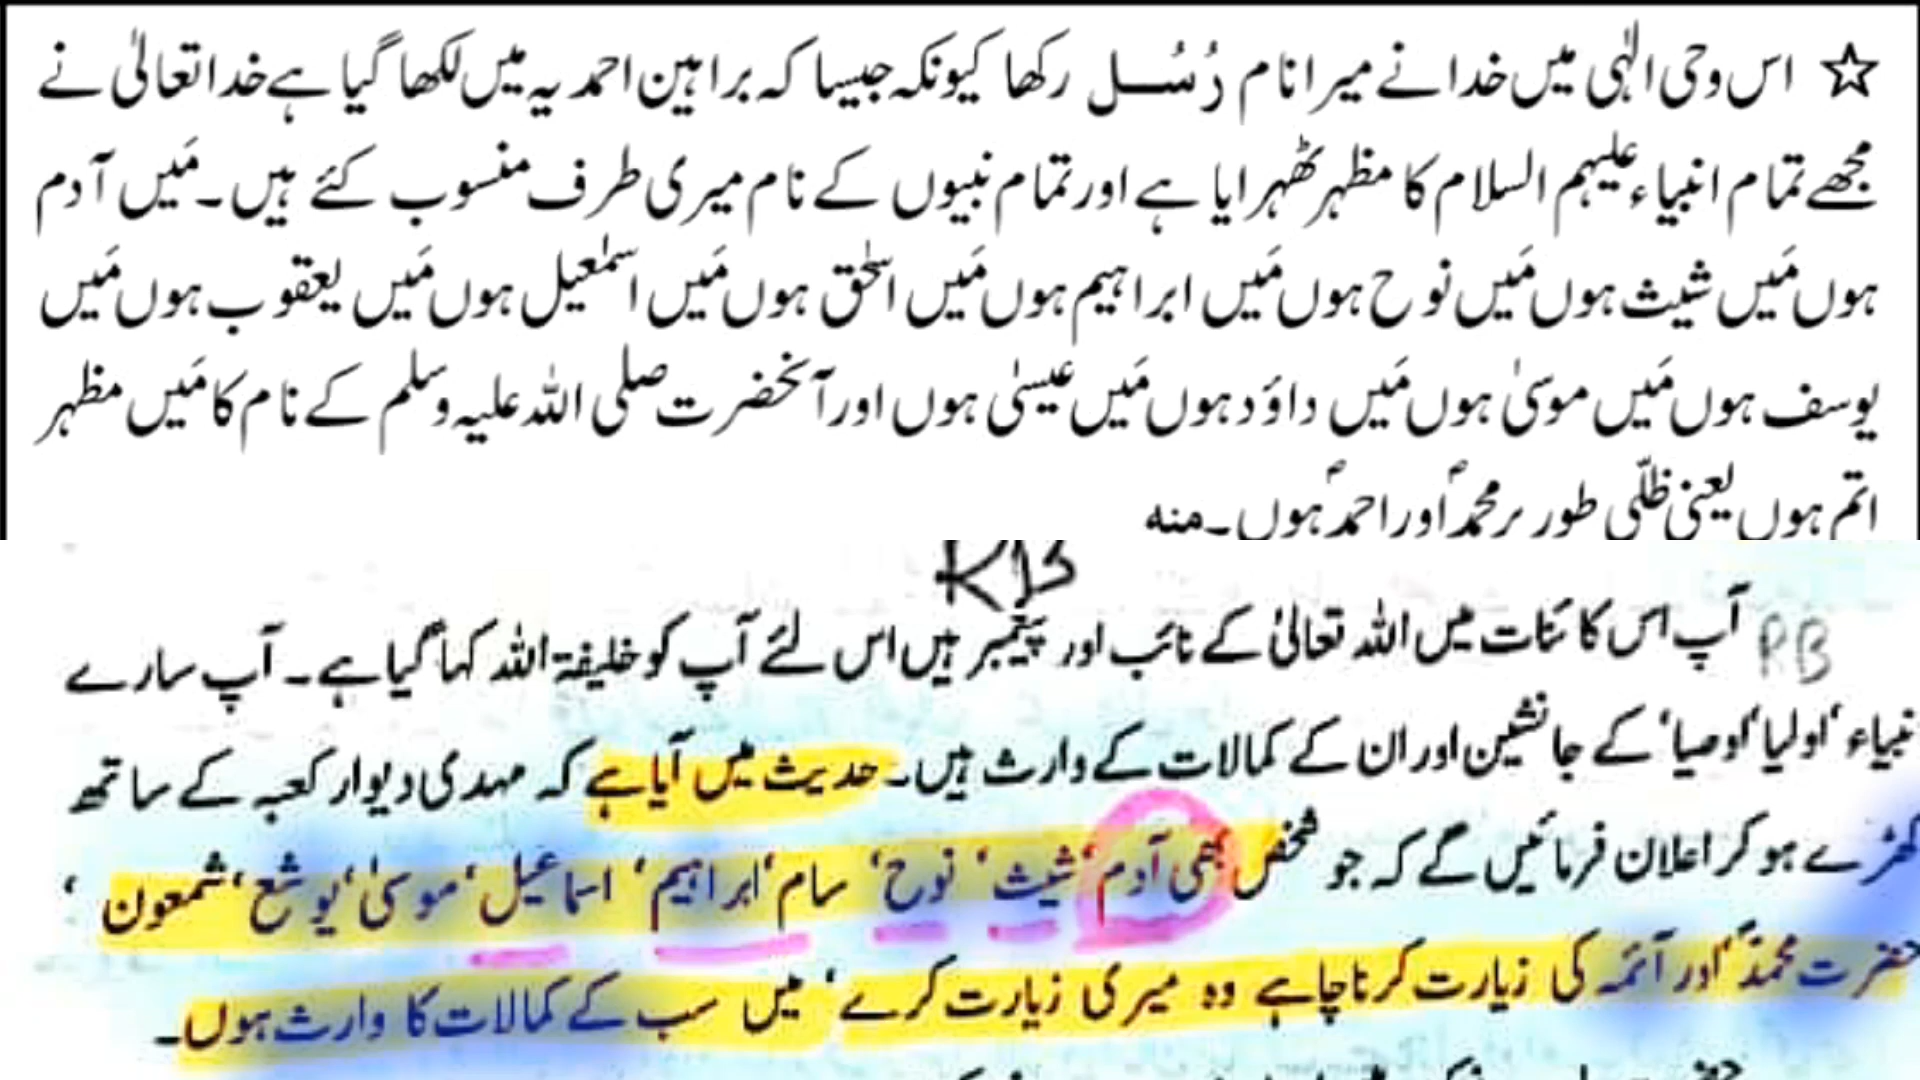 ☆ اس وحی الٰہی میں خدا نے میرا نام رُسُـــل رکھا کیونکہ جیسا کہ براہین احمدیہ میں لکھا گیا ہے خدا تعالیٰ نے
مجھے تمام انبیاء علیہم السلام کا مظہر ٹھہرایا ہے اور تمام نبیوں کے نام میری طرف منسوب کئے ہیں۔ مَیں آدم
ہوں مَیں شیث ہوں مَیں نوح ہوں مَیں ابراہیم ہوں مَیں اسحٰق ہوں مَیں اسمٰعیل ہوں مَیں یعقوب ہوں مَیں
یوسف ہوں مَیں موسیٰ ہوں مَیں داؤد ہوں مَیں عیسیٰ ہوں اور آنحضرت صلی اللہ علیہ وسلم کے نام کا مَیں مظہر
اتم ہوں یعنی ظلّی طور پر محمدؐ اور احمدؐ ہوں۔ منہ
آپ اس کائنات میں اللہ تعالیٰ کے نائب اور پیغمبر ہیں اس لئے آپ کو خلیفۃ اللہ کہا گیا ہے۔ آپ سارے
نبیاء‘ اولیا‘ اوصیا‘ کے جانشین اور ان کے کمالات کے وارث ہیں۔ حدیث میں آیا ہے کہ مہدی دیوار کعبہ کے ساتھ
کھڑے ہو کر اعلان فرمائیں گے کہ جو شخص بھی آدم‘ شیث‘ نوح‘ سام‘ ابراہیم‘ اسماعیل‘ موسیٰ‘ یوشع‘ شمعون‘
حضرت محمدؐ‘ اور آئمہ کی زیارت کرنا چاہے وہ میری زیارت کرے‘ میں سب کے کمالات کا وارث ہوں۔